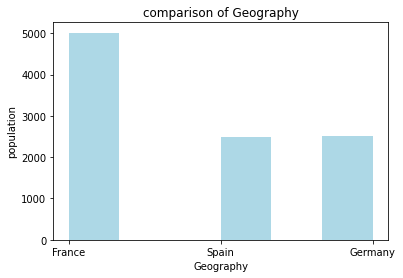 comparison of Geography
population
5000
4000
3000
2000
1000
0
France Spain Germany
Geography